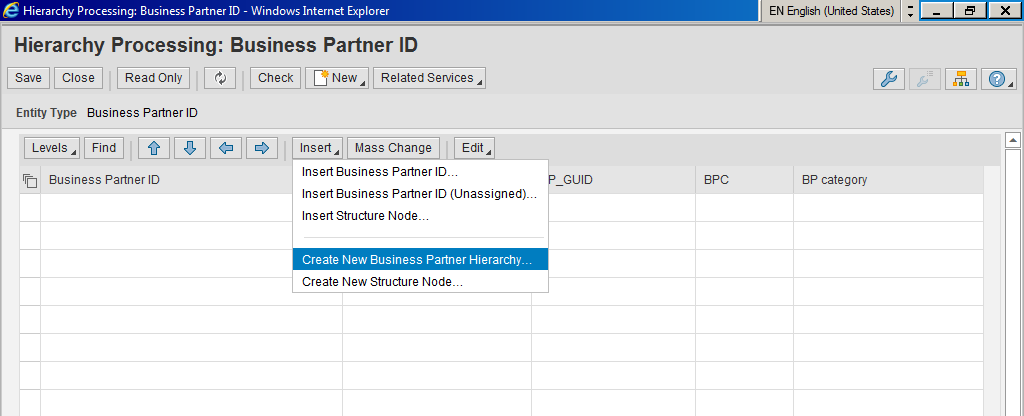 Hierarchy Processing: Business Partner ID - Windows Internet Explorer
EN English (United States)
Hierarchy Processing: Business Partner ID
Save Close Read Only Check New Related Services
Entity Type Business Partner ID
Levels Find Insert Mass Change Edit
Business Partner ID P_GUID BPC BP category
Insert Business Partner ID...
Insert Business Partner ID (Unassigned)...
Insert Structure Node...
Create New Business Partner Hierarchy...
Create New Structure Node...